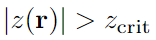 |z(𝐫)| > z_crit